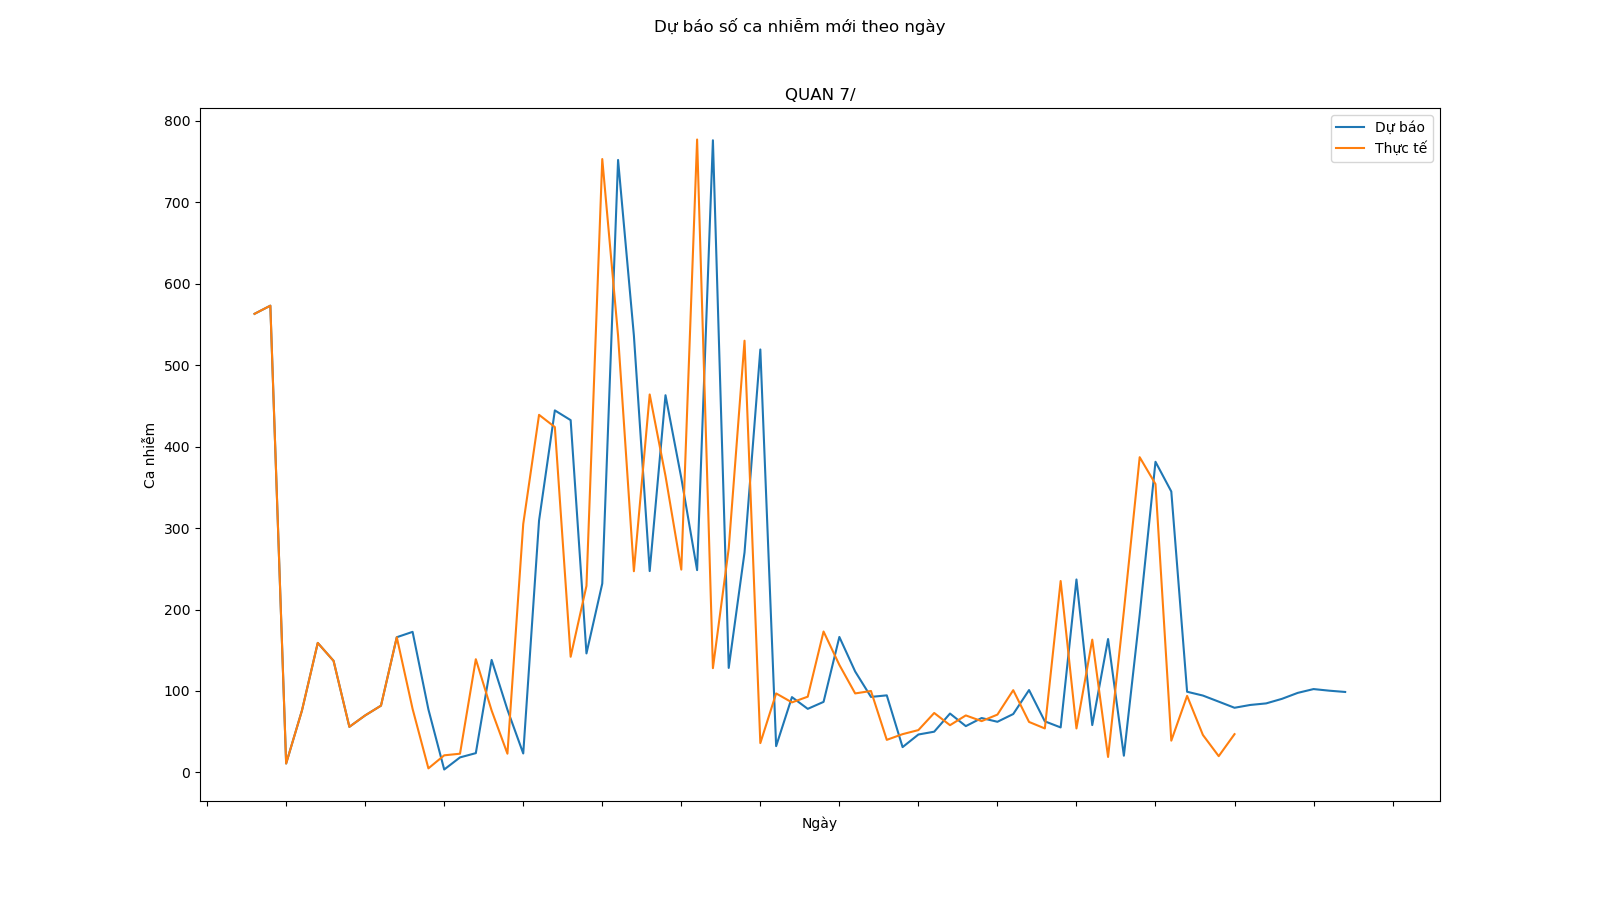 Dự báo số ca nhiễm mới theo ngày
QUAN 7/
Dự báo
Thực tế
800
700
600
500
400
300
200
100
0
Ca nhiễm
Ngày